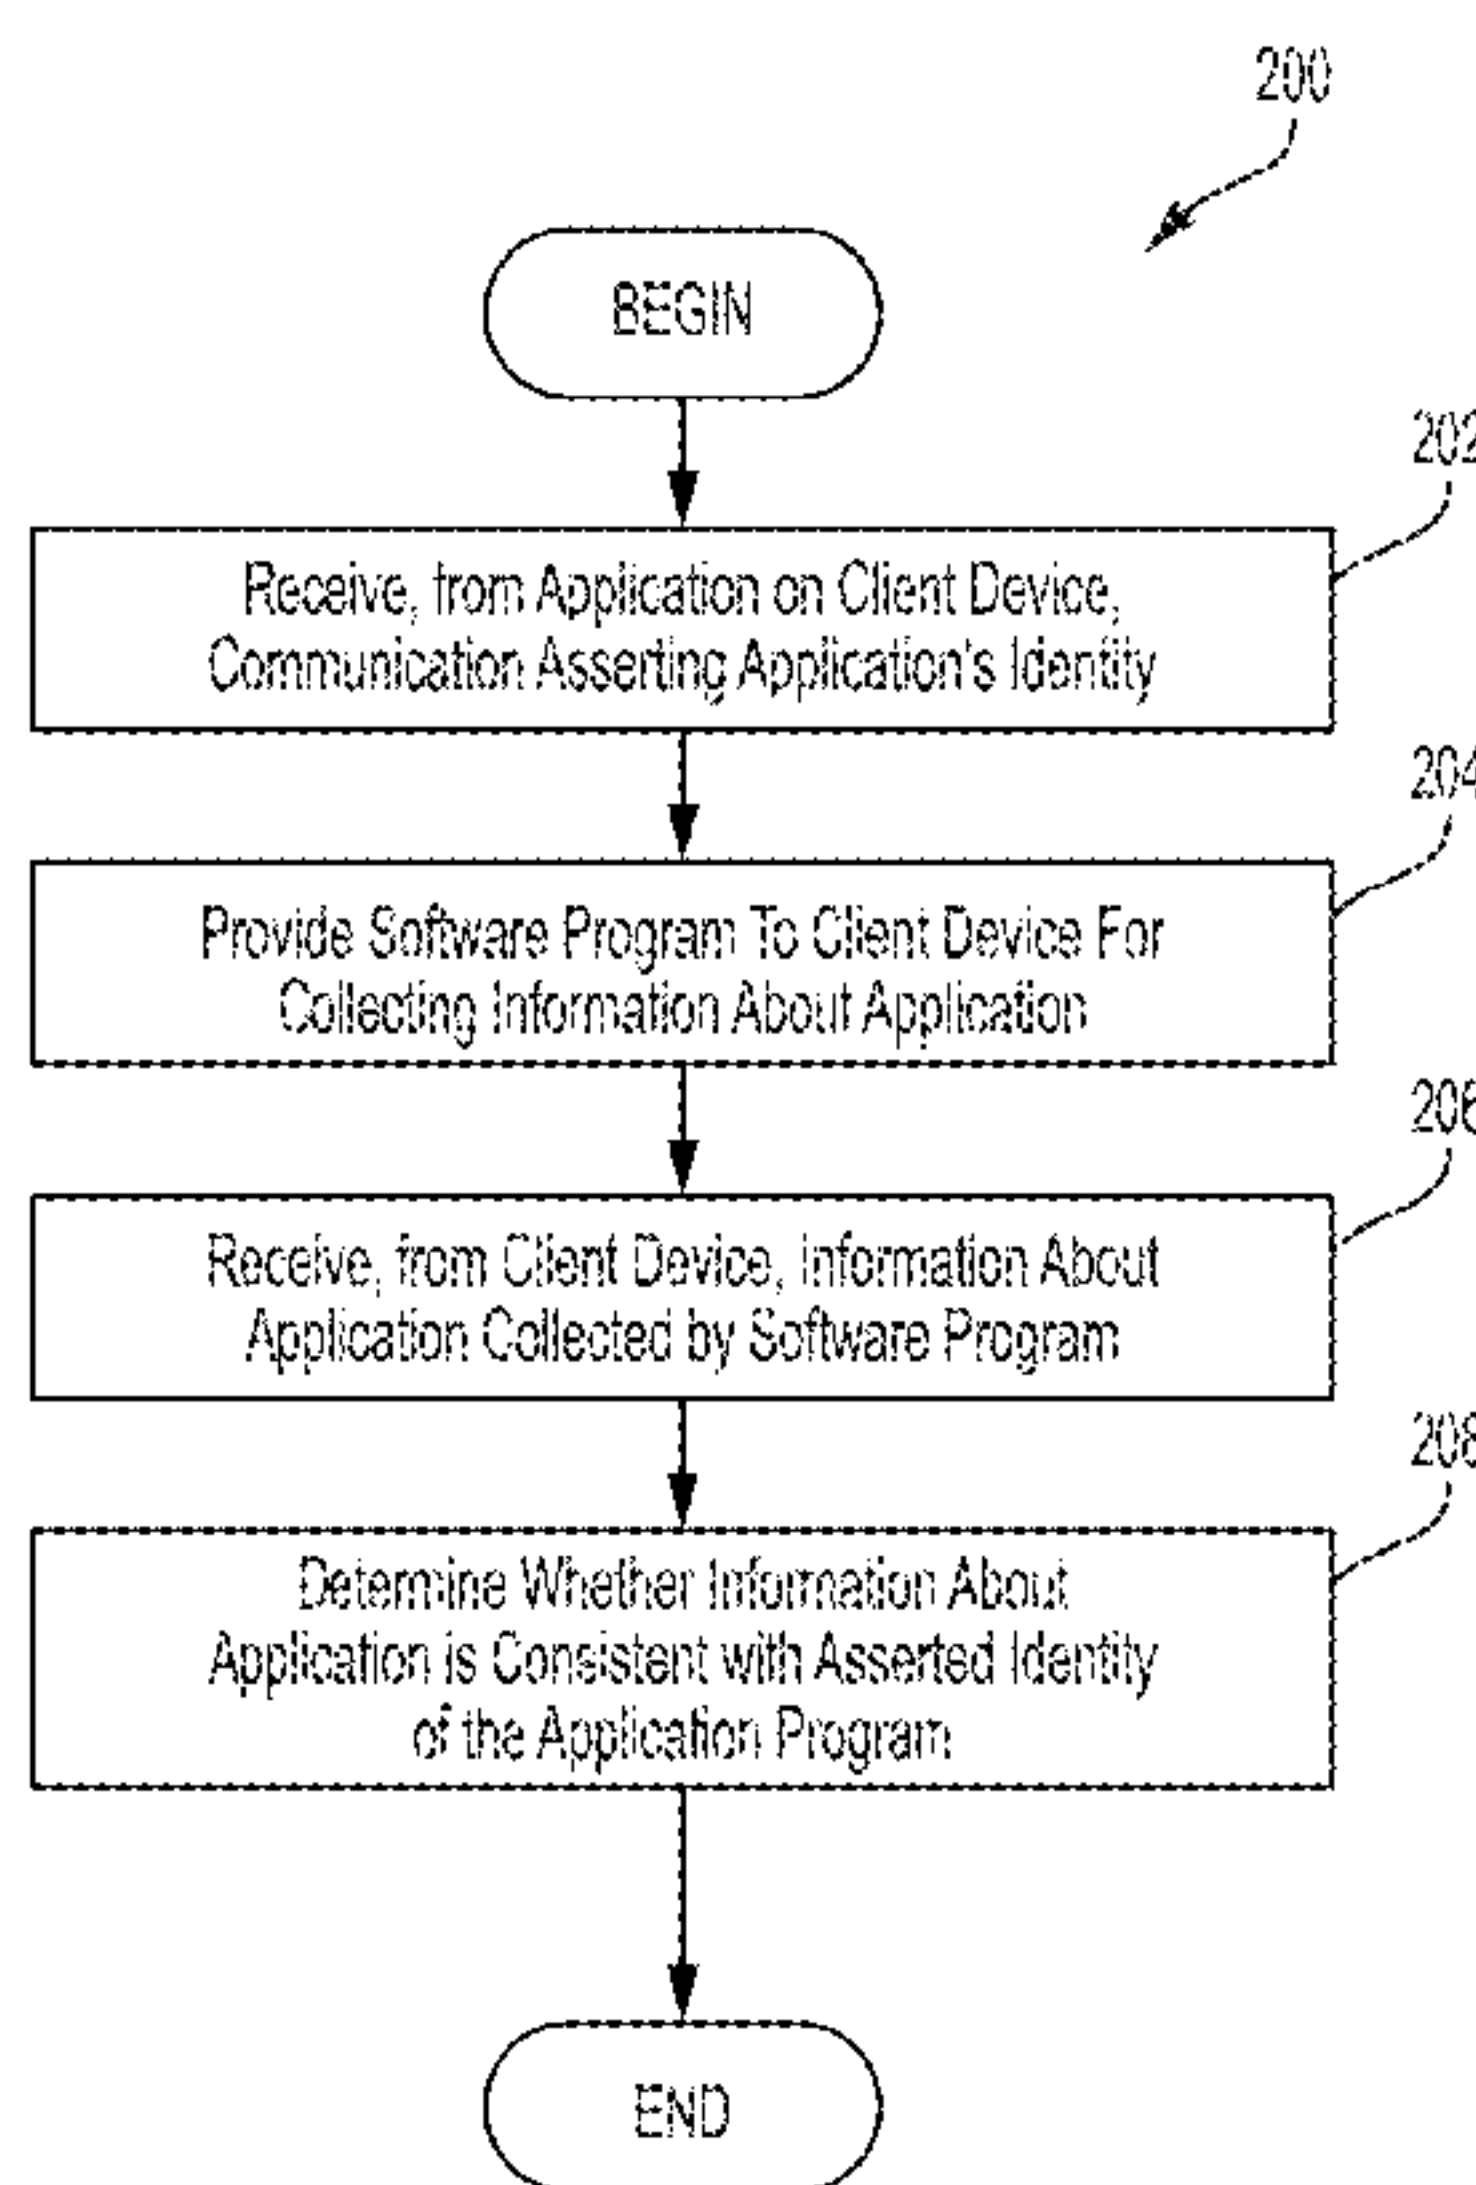 200
BEGIN
202
Receive, from Application on Client Device,
Communication Asserting Application's Identity
204
Provide Software Program To Client Device For
Collecting Information About Application
206
Receive, from Client Device, Information About
Application Collected by Software Program
208
Determine Whether Information About
Application is Consistent with Asserted Identity
of the Application Program
END